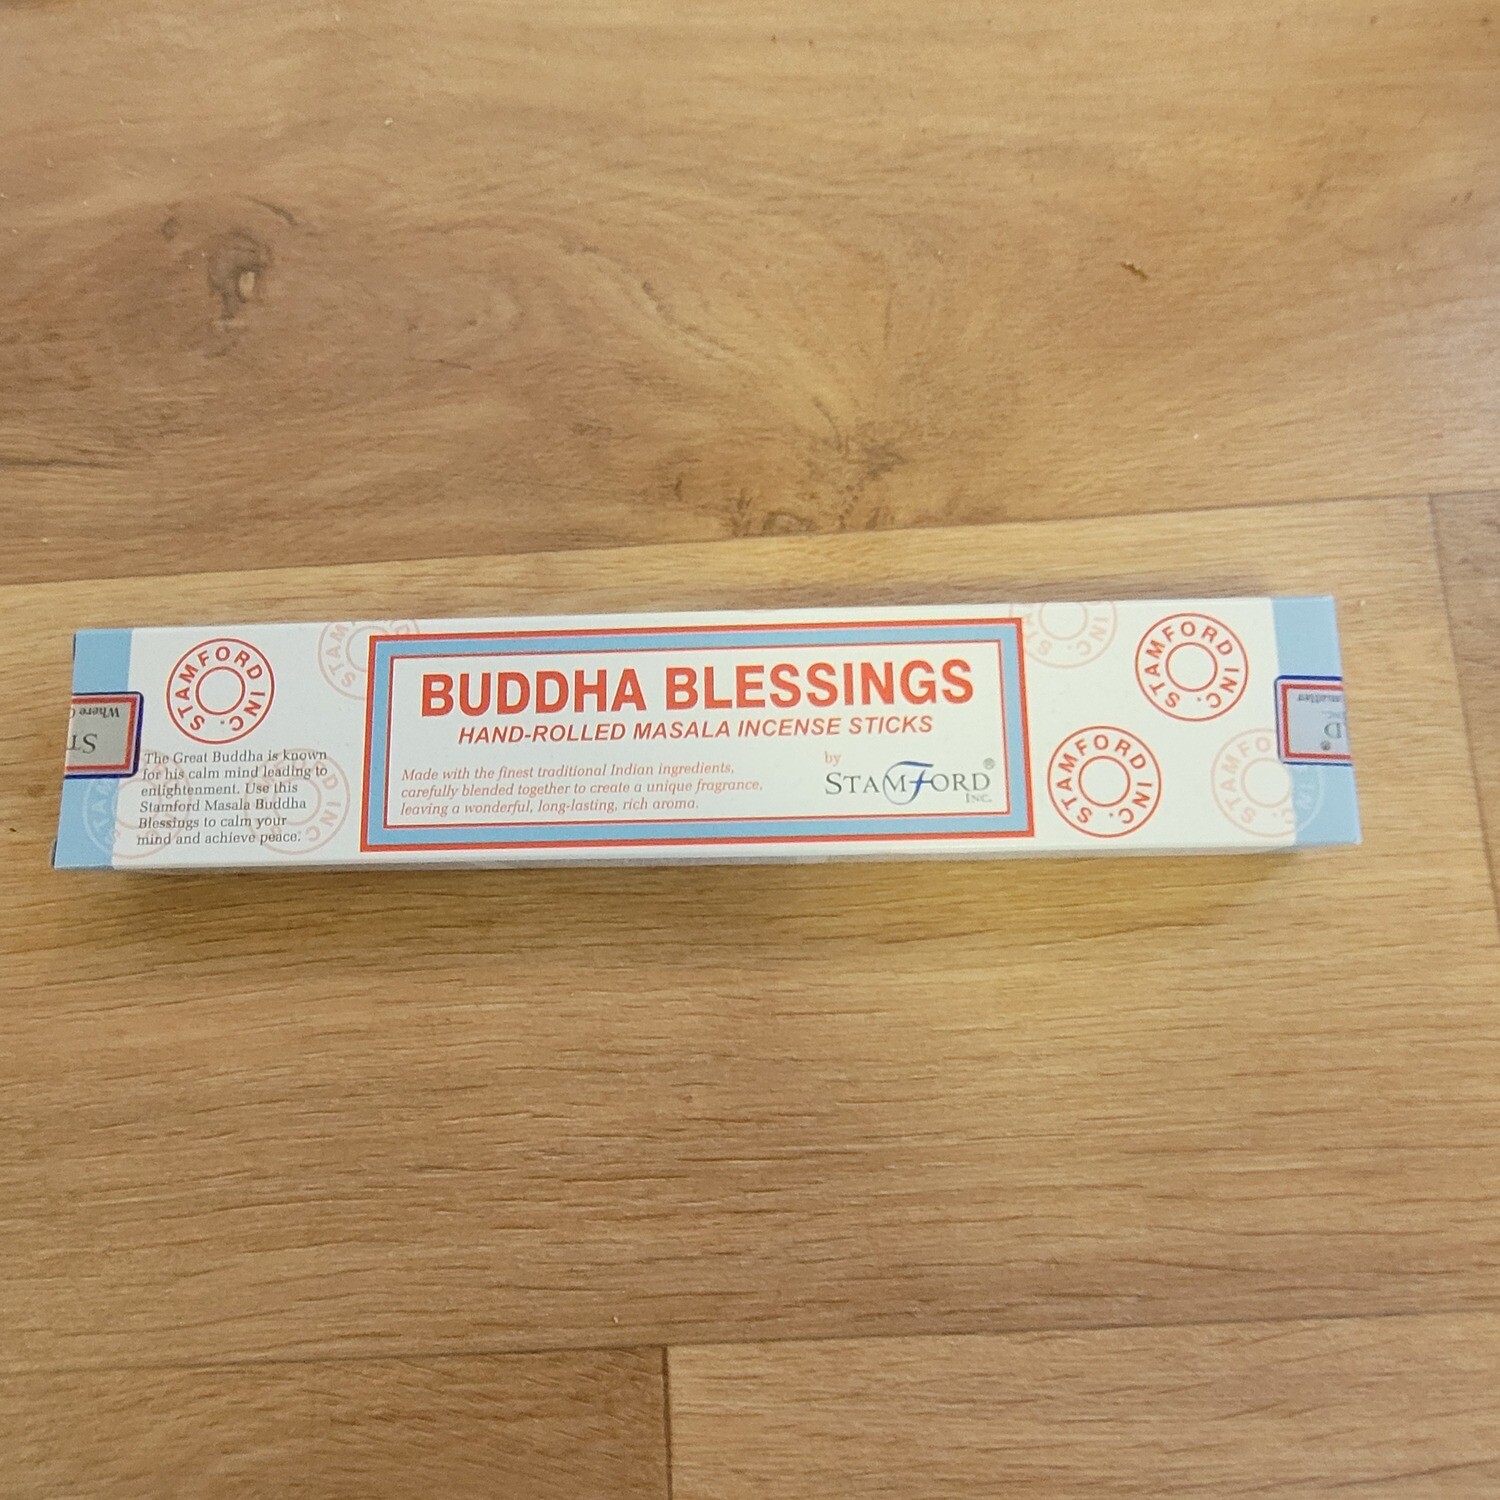 STAMFORD INC.
The Great Buddha is known
for his calm mind leading to
enlightenment. Use this
Stamford Masala Buddha
Blessings to calm your
mind and achieve peace.
BUDDHA BLESSINGS
HAND-ROLLED MASALA INCENSE STICKS
Made with the finest traditional Indian ingredients,
carefully blended together to create a unique fragrance,
leaving a wonderful, long-lasting, rich aroma.
by
STAMFORD®
INC.
STAMFORD INC.
STAMFORD INC.
Where
ST
matter
D
®